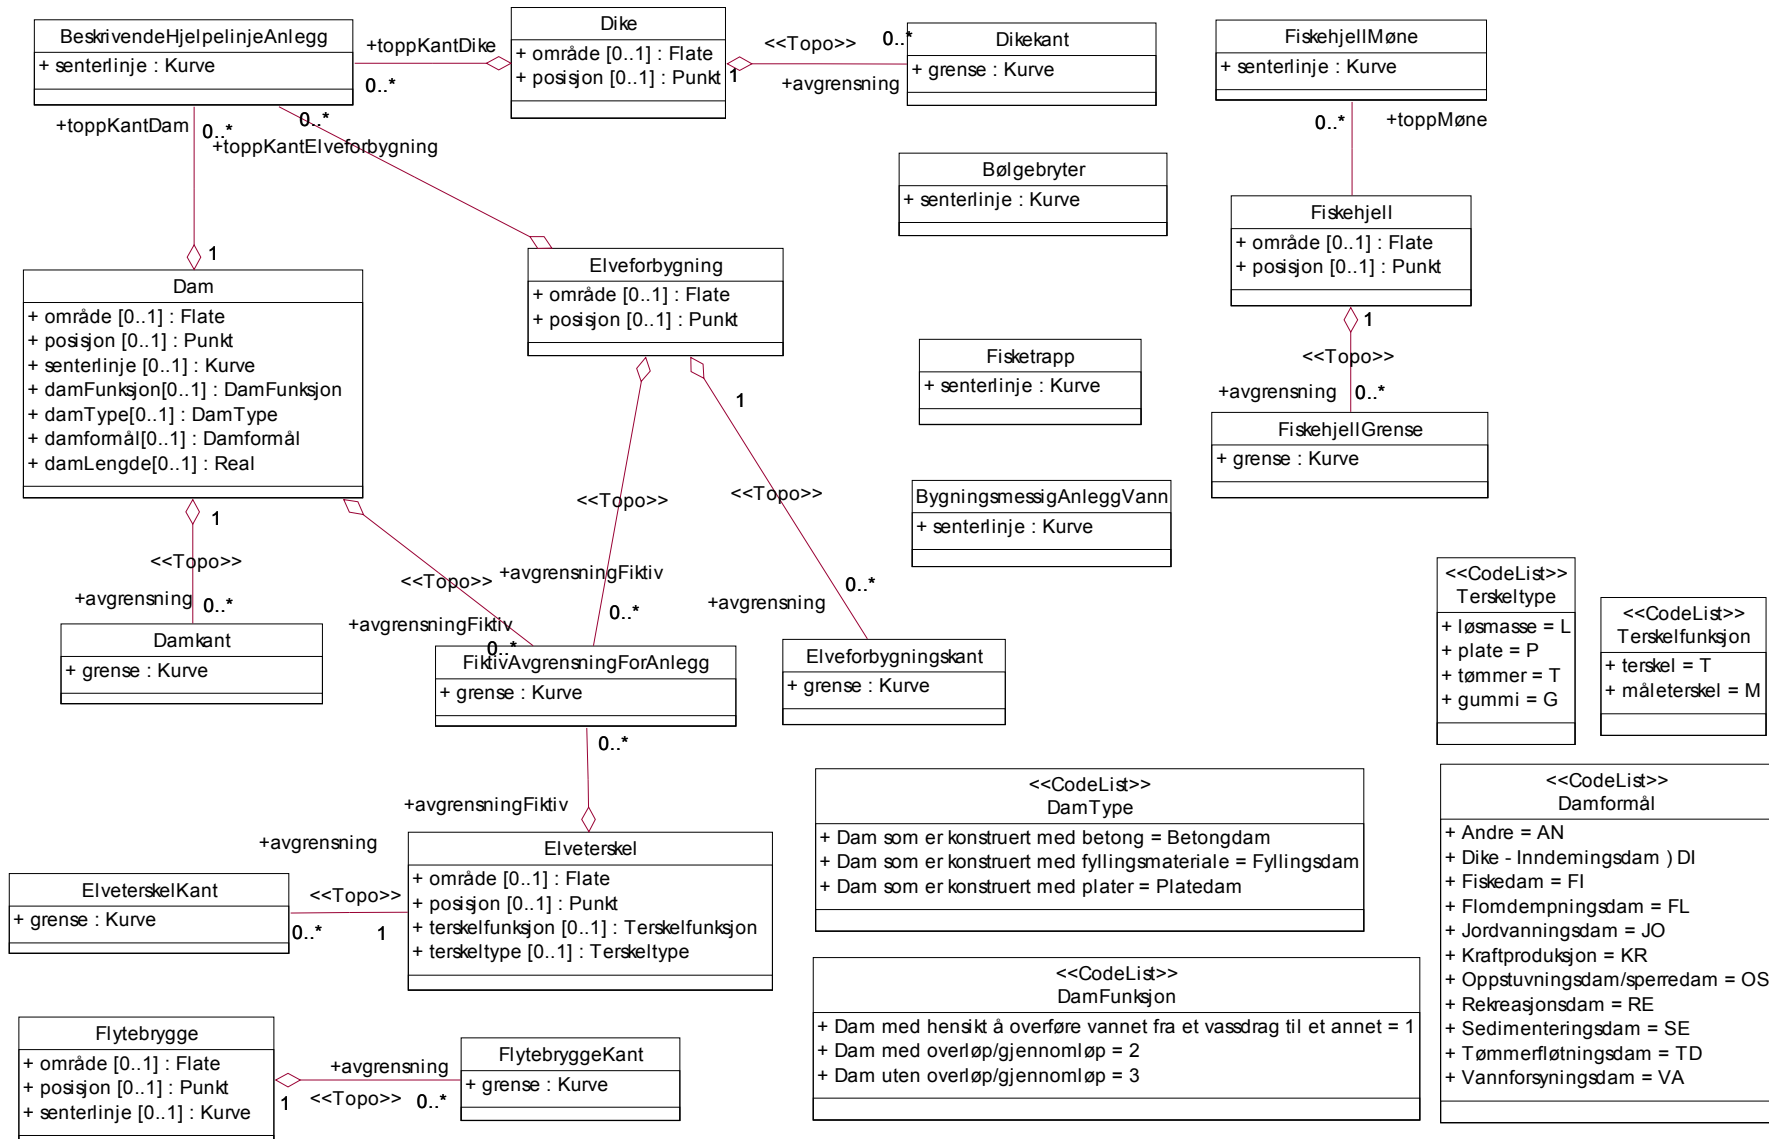 BeskrivendeHjelpelinjeAnlegg
+ senterlinje : Kurve
+toppKantDike
0..*
Dike
+ område [0..1] : Flate
+ posisjon [0..1] : Punkt
<<Topo>>
0..*
1
+avgrensning
Dikekant
+ grense : Kurve
FiskehjellMøne
+ senterlinje : Kurve
0..*
+toppMøne
+toppKantDam
0..*
0..*
+toppKantElveforbygning
1
Bølgebryter
+ senterlinje : Kurve
Fiskehjell
+ område [0..1] : Flate
+ posisjon [0..1] : Punkt
1
<<Topo>>
+avgrensning
0..*
FiskehjellGrense
+ grense : Kurve
Dam
+ område [0..1] : Flate
+ posisjon [0..1] : Punkt
+ senterlinje [0..1] : Kurve
+ damFunksjon[0..1] : DamFunksjon
+ damType[0..1] : DamType
+ damformål[0..1] : Damformål
+ damLengde[0..1] : Real
Elveforbygning
+ område [0..1] : Flate
+ posisjon [0..1] : Punkt
Fisketrapp
+ senterlinje : Kurve
BygningsmessigAnleggVann
+ senterlinje : Kurve
1
<<Topo>>
+avgrensning
0..*
Damkant
+ grense : Kurve
<<Topo>>
+avgrensningFiktiv
0..*
<<Topo>>
+avgrensningFiktiv
0..*
1
<<Topo>>
+avgrensning
0..*
FiktivAvgrensningForAnlegg
+ grense : Kurve
Elveforbygningskant
+ grense : Kurve
<<CodeList>>
Terskeltype
+ løsmasse = L
+ plate = P
+ tømmer = T
+ gummi = G
<<CodeList>>
Terskelfunksjon
+ terskel = T
+ måleterskel = M
0..*
+avgrensningFiktiv
+avgrensning
ElveterskelKant
+ grense : Kurve
<<Topo>>
0..*
1
Elveterskel
+ område [0..1] : Flate
+ posisjon [0..1] : Punkt
+ terskelfunksjon [0..1] : Terskelfunksjon
+ terskeltype [0..1] : Terskeltype
<<CodeList>>
DamType
+ Dam som er konstruert med betong = Betongdam
+ Dam som er konstruert med fyllingsmateriale = Fyllingsdam
+ Dam som er konstruert med plater = Platedam
<<CodeList>>
Damformål
+ Andre = AN
+ Dike - Inndemingsdam ) DI
+ Fiskedam = FI
+ Flomdempningsdam = FL
+ Jordvanningsdam = JO
+ Kraftproduksjon = KR
+ Oppstuvningsdam/sperredam = OS
+ Rekreasjonsdam = RE
+ Sedimenteringsdam = SE
+ Tømmerfløtningsdam = TD
+ Vannforsyningsdam = VA
<<CodeList>>
DamFunksjon
+ Dam med hensikt å overføre vannet fra et vassdrag til et annet = 1
+ Dam med overløp/gjennomløp = 2
+ Dam uten overløp/gjennomløp = 3
Flytebrygge
+ område [0..1] : Flate
+ posisjon [0..1] : Punkt
+ senterlinje [0..1] : Kurve
+avgrensning
1
<<Topo>>
0..*
FlytebryggeKant
+ grense : Kurve